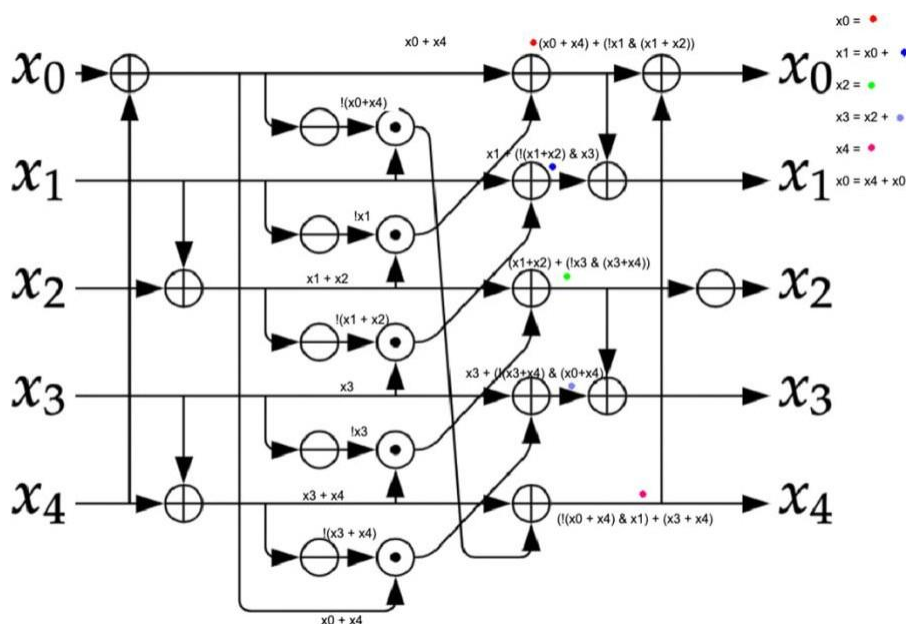 x0 + x4
(x0 + x4) + (!x1 & (x1 + x2))
x0 =
x0
x0
x1 = x0 +
x2 =
!(x0+x4)
x3 = x2 +
x1 + (!(x1+x2) & x3)
x4 =
x1
x1
x0 = x4 + x0
!x1
x1 + x2
(x1+x2) + (!x3 & (x3+x4))
x2
x2
!(x1 + x2)
x3 + (!(x3+x4) & (x0+x4)
x3
x3
x3
!x3
x3 + x4
x4
x4
(!(x0 + x4) & x1) + (x3 + x4)
!(x3 + x4)
x0 + x4